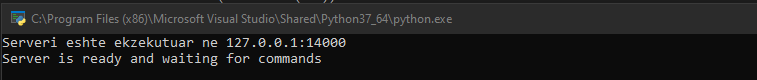 C:\Program Files (x86)\Microsoft Visual Studio\Shared\Python37_64\python.exe
Serveri eshte ekzekutuar ne 127.0.0.1:14000
Server is ready and waiting for commands